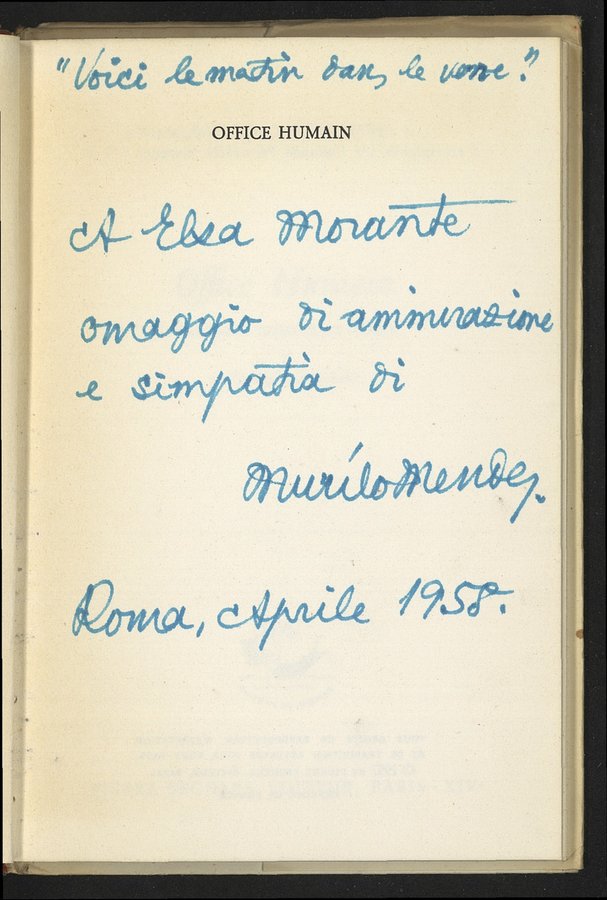 "Voici le matin dans le verre."
OFFICE HUMAIN
A Elsa Morante
omaggio di ammirazione
e simpatia di
Murilo Mendes.
Roma, Aprile 1958.